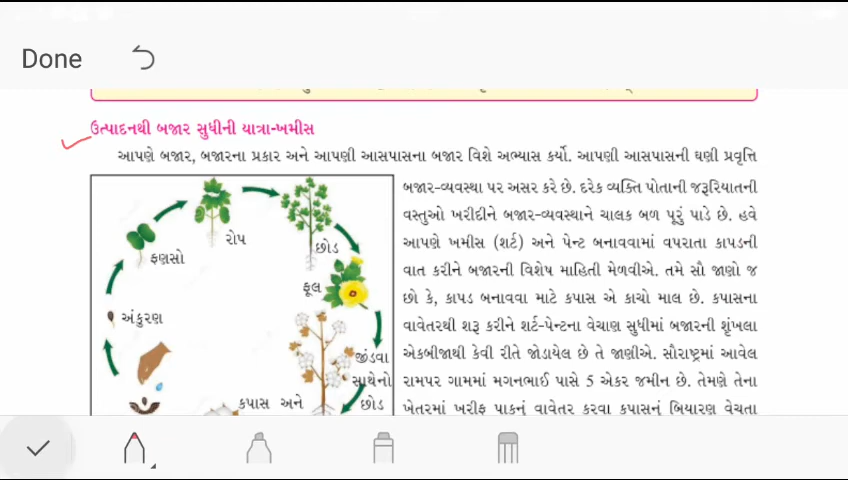 Done
ઉત્પાદનથી બજાર સુધીની યાત્રા-ખમીસ
આપણે બજાર, બજારના પ્રકાર અને આપણી આસપાસના બજાર વિશે અભ્યાસ કર્યો. આપણી આસપાસની ઘણી પ્રવૃત્તિ
બજાર-વ્યવસ્થા પર અસર કરે છે. દરેક વ્યક્તિ પોતાની જરૂરિયાતની
વસ્તુઓ ખરીદીને બજાર-વ્યવસ્થાને ચાલક બળ પૂરું પાડે છે. હવે
આપણે ખમીસ (શર્ટ) અને પેન્ટ બનાવવામાં વપરાતા કાપડની
વાત કરીને બજારની વિશેષ માહિતી મેળવીએ. તમે સૌ જાણો જ
છો કે, કાપડ બનાવવા માટે કપાસ એ કાચો માલ છે. કપાસના
વાવેતરથી શરૂ કરીને શર્ટ-પેન્ટના વેચાણ સુધીમાં બજારની શૃંખલા
એકબીજાથી કેવી રીતે જોડાયેલ છે તે જાણીએ. સૌરાષ્ટ્રમાં આવેલ
રામપર ગામમાં મગનભાઈ પાસે 5 એકર જમીન છે. તેમણે તેના
ખેતરમાં ખરીફ પાકનું વાવેતર કરવા કપાસનું બિયારણ વેચતા
રોપ
છોડ
ફણસો
ફૂલ
અંકુરણ
જીંડવા
સાથેનો
છોડ
કપાસ અને